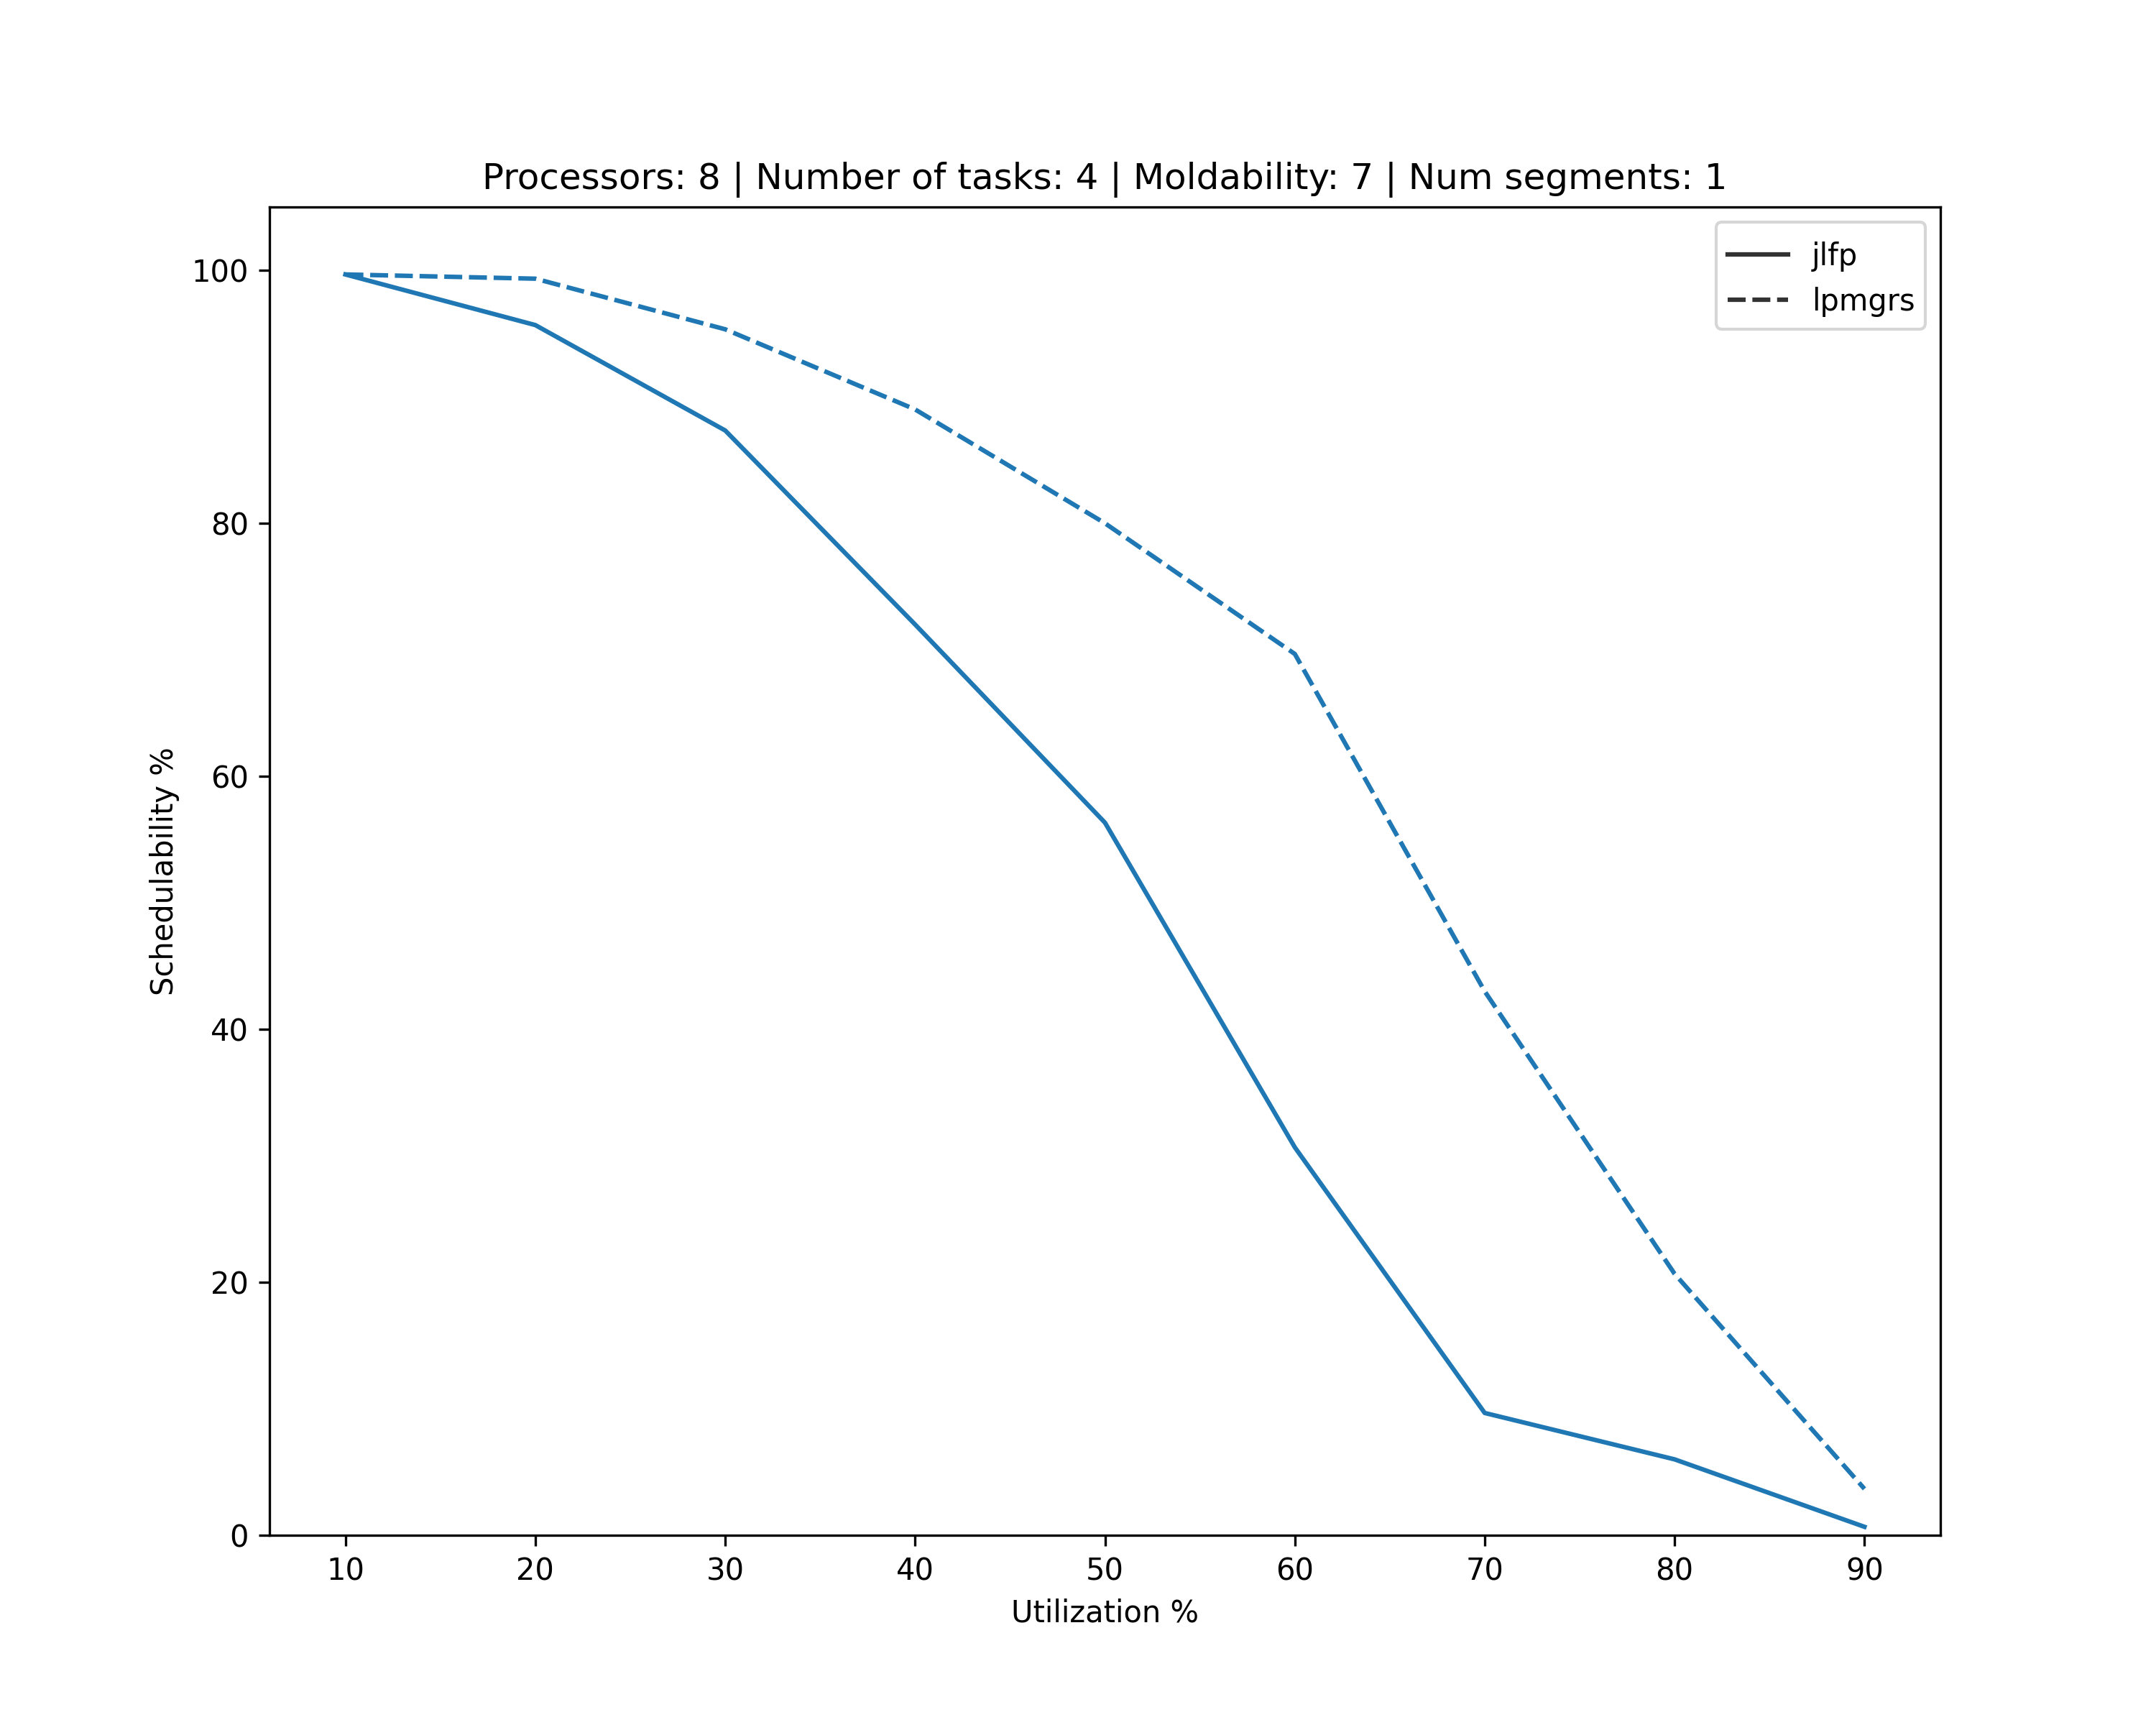 Processors: 8 | Number of tasks: 4 | Moldability: 7 | Num segments: 1
jlfp
lpmgrs
100
80
60
40
20
0
Schedulability %
10 20 30 40 50 60 70 80 90
Utilization %